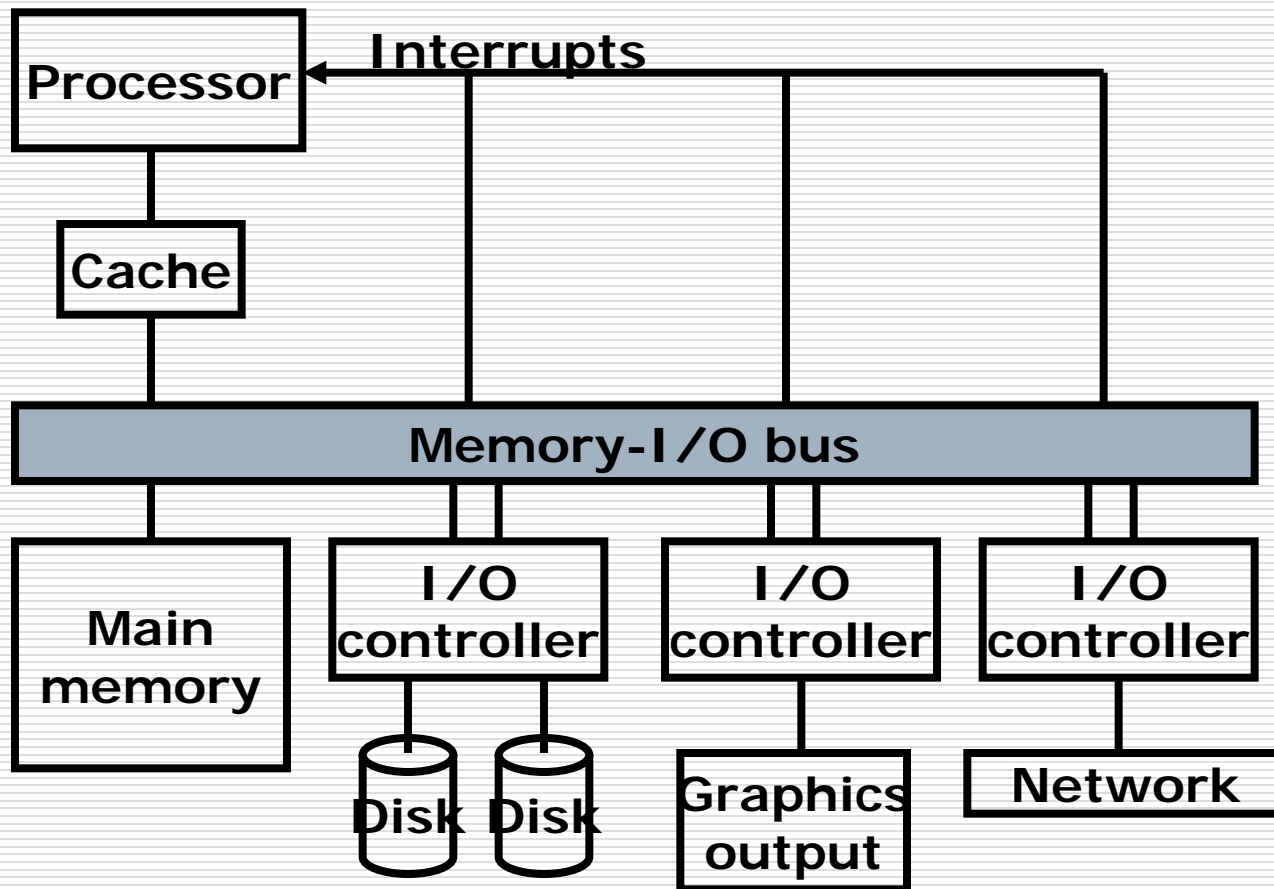 Interrupts
Processor
Cache
Memory-I/O bus
Main
memory
I/O
controller
I/O
controller
I/O
controller
Disk
Disk
Graphics
output
Network